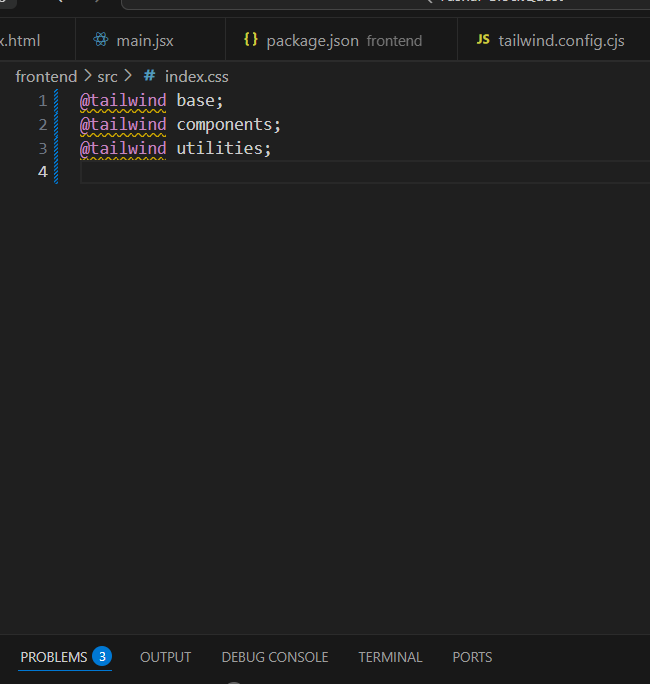 x.html main.jsx {} package.json frontend JS tailwind.config.cjs
frontend > src > # index.css
1 @tailwind base;
2 @tailwind components;
3 @tailwind utilities;
4
PROBLEMS 3 OUTPUT DEBUG CONSOLE TERMINAL PORTS